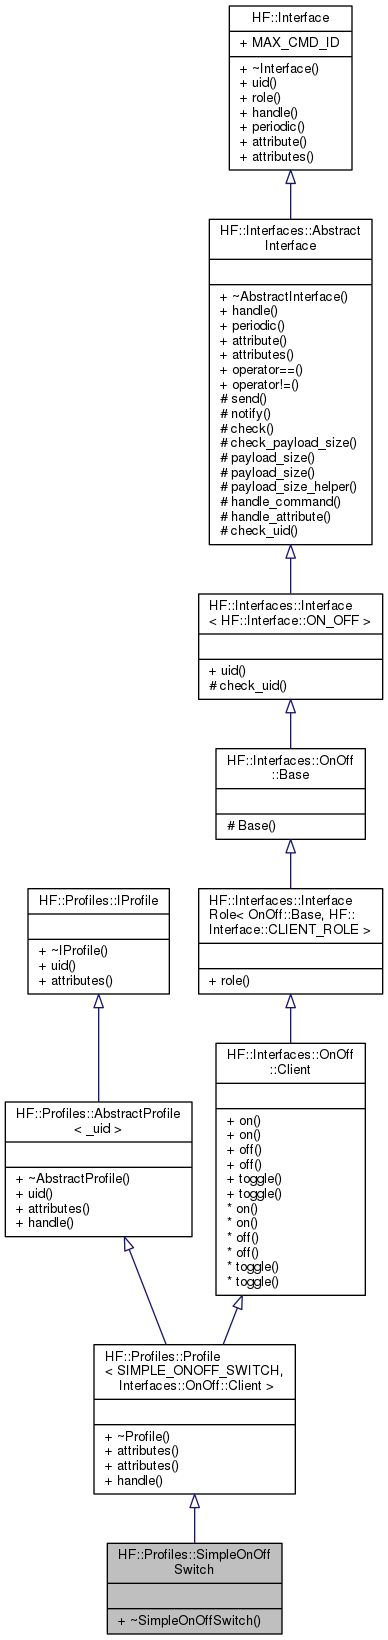 HF::Interface
+ MAX_CMD_ID
+ ~Interface()
+ uid()
+ role()
+ handle()
+ periodic()
+ attribute()
+ attributes()
HF::Interfaces::Abstract
Interface
+ ~AbstractInterface()
+ handle()
+ periodic()
+ attribute()
+ attributes()
+ operator==()
+ operator!=()
# send()
# notify()
# check()
# check_payload_size()
# payload_size()
# payload_size()
# payload_size_helper()
# handle_command()
# handle_attribute()
# check_uid()
HF::Interfaces::Interface
< HF::Interface::ON_OFF >
+ uid()
# check_uid()
HF::Interfaces::OnOff
::Base
# Base()
HF::Profiles::IProfile
+ ~IProfile()
+ uid()
+ attributes()
HF::Interfaces::Interface
Role< OnOff::Base, HF::
Interface::CLIENT_ROLE >
+ role()
HF::Interfaces::OnOff
::Client
+ on()
+ on()
+ off()
+ off()
+ toggle()
+ toggle()
* on()
* on()
* off()
* off()
* toggle()
* toggle()
HF::Profiles::AbstractProfile
< _uid >
+ ~AbstractProfile()
+ uid()
+ attributes()
+ handle()
HF::Profiles::Profile
< SIMPLE_ONOFF_SWITCH,
Interfaces::OnOff::Client >
+ ~Profile()
+ attributes()
+ attributes()
+ handle()
HF::Profiles::SimpleOnOff
Switch
+ ~SimpleOnOffSwitch()